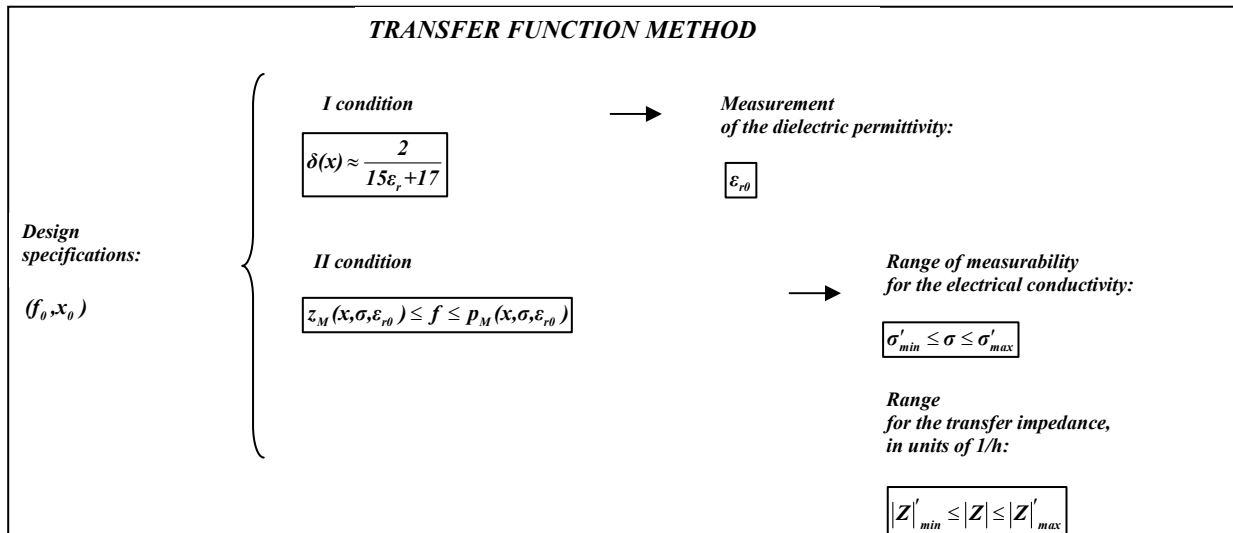 TRANSFER FUNCTION METHOD
I condition
δ(x) ≈ 2 / (15ε_r + 17)
Measurement
of the dielectric permittivity:
ε_r0
Design
specifications:
(f_0, x_0)
II condition
z_M(x,σ,ε_r0) ≤ f ≤ p_M(x,σ,ε_r0)
Range of measurability
for the electrical conductivity:
σ′_min ≤ σ ≤ σ′_max
Range
for the transfer impedance,
in units of 1/h:
|Z|′_min ≤ |Z| ≤ |Z|′_max